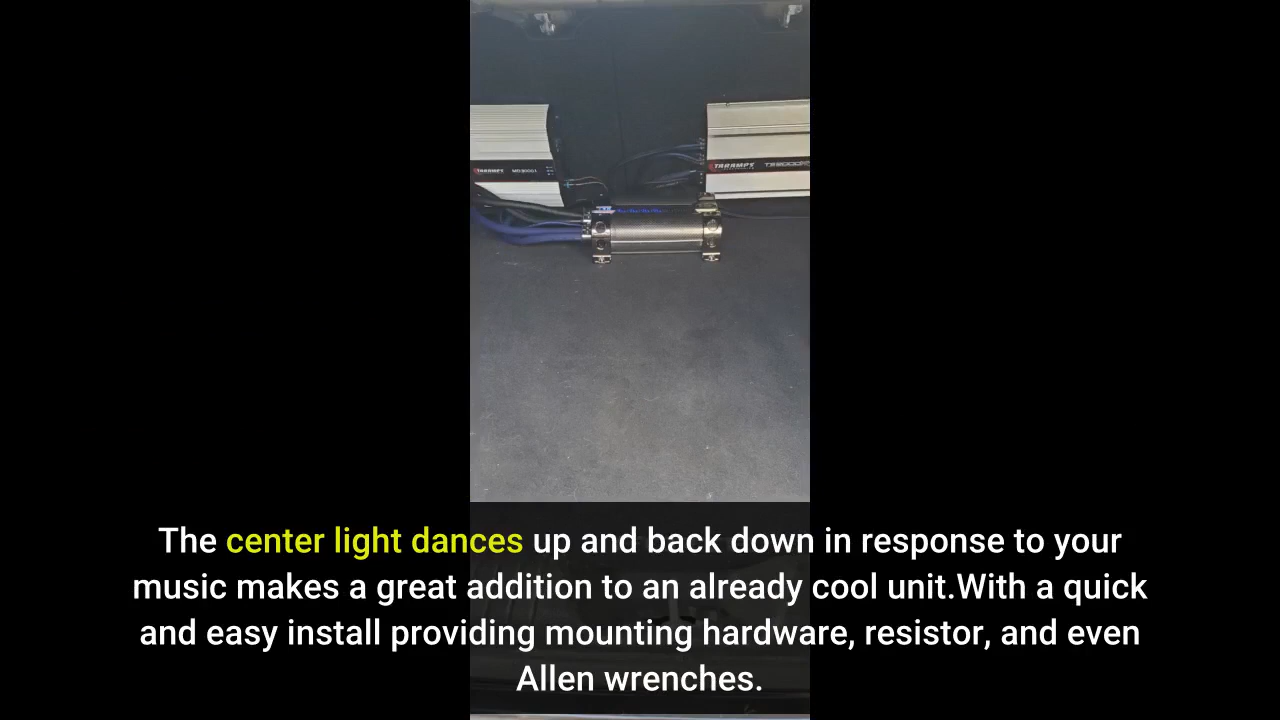 TARAMPS
TARAMPS
The center light dances up and back down in response to your
music makes a great addition to an already cool unit.With a quick
and easy install providing mounting hardware, resistor, and even
Allen wrenches.